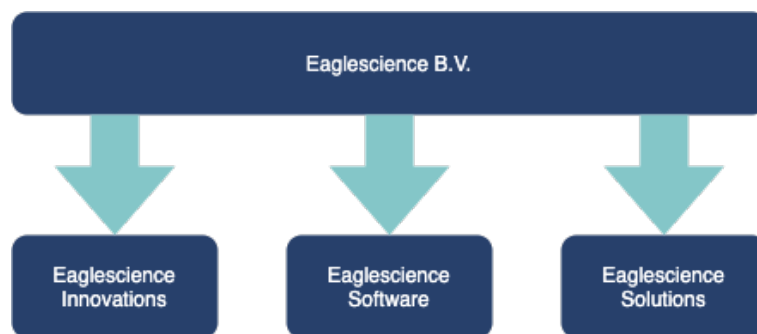 Eaglescience B.V.
Eaglescience
Innovations
Eaglescience
Software
Eaglescience
Solutions